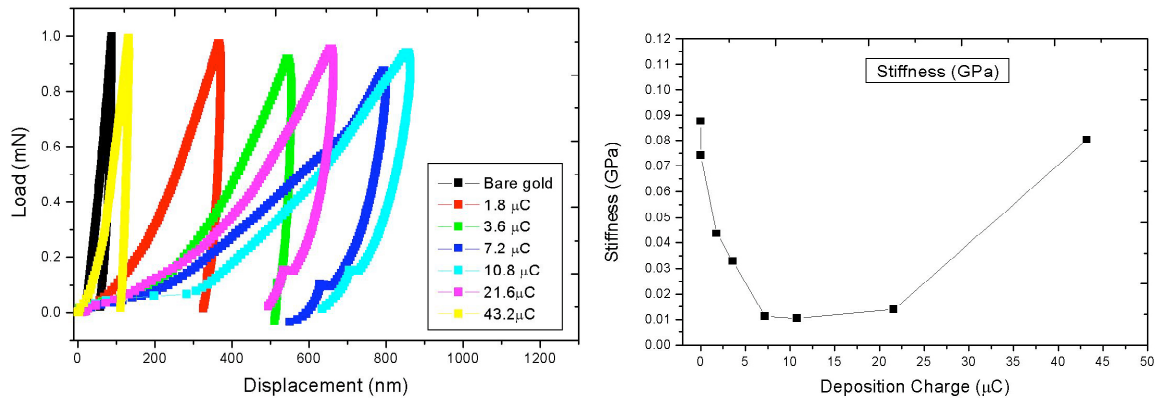 1.0
0.8
0.6
0.4
0.2
0.0
Load (mN)
0 200 400 600 800 1000 1200
Displacement (nm)
Bare gold
1.8 μC
3.6 μC
7.2 μC
10.8 μC
21.6μC
43.2μC
0.12
0.11
0.10
0.09
0.08
0.07
0.06
0.05
0.04
0.03
0.02
0.01
0.00
Stiffness (GPa)
Stiffness (GPa)
0 5 10 15 20 25 30 35 40 45 50
Deposition Charge (μC)